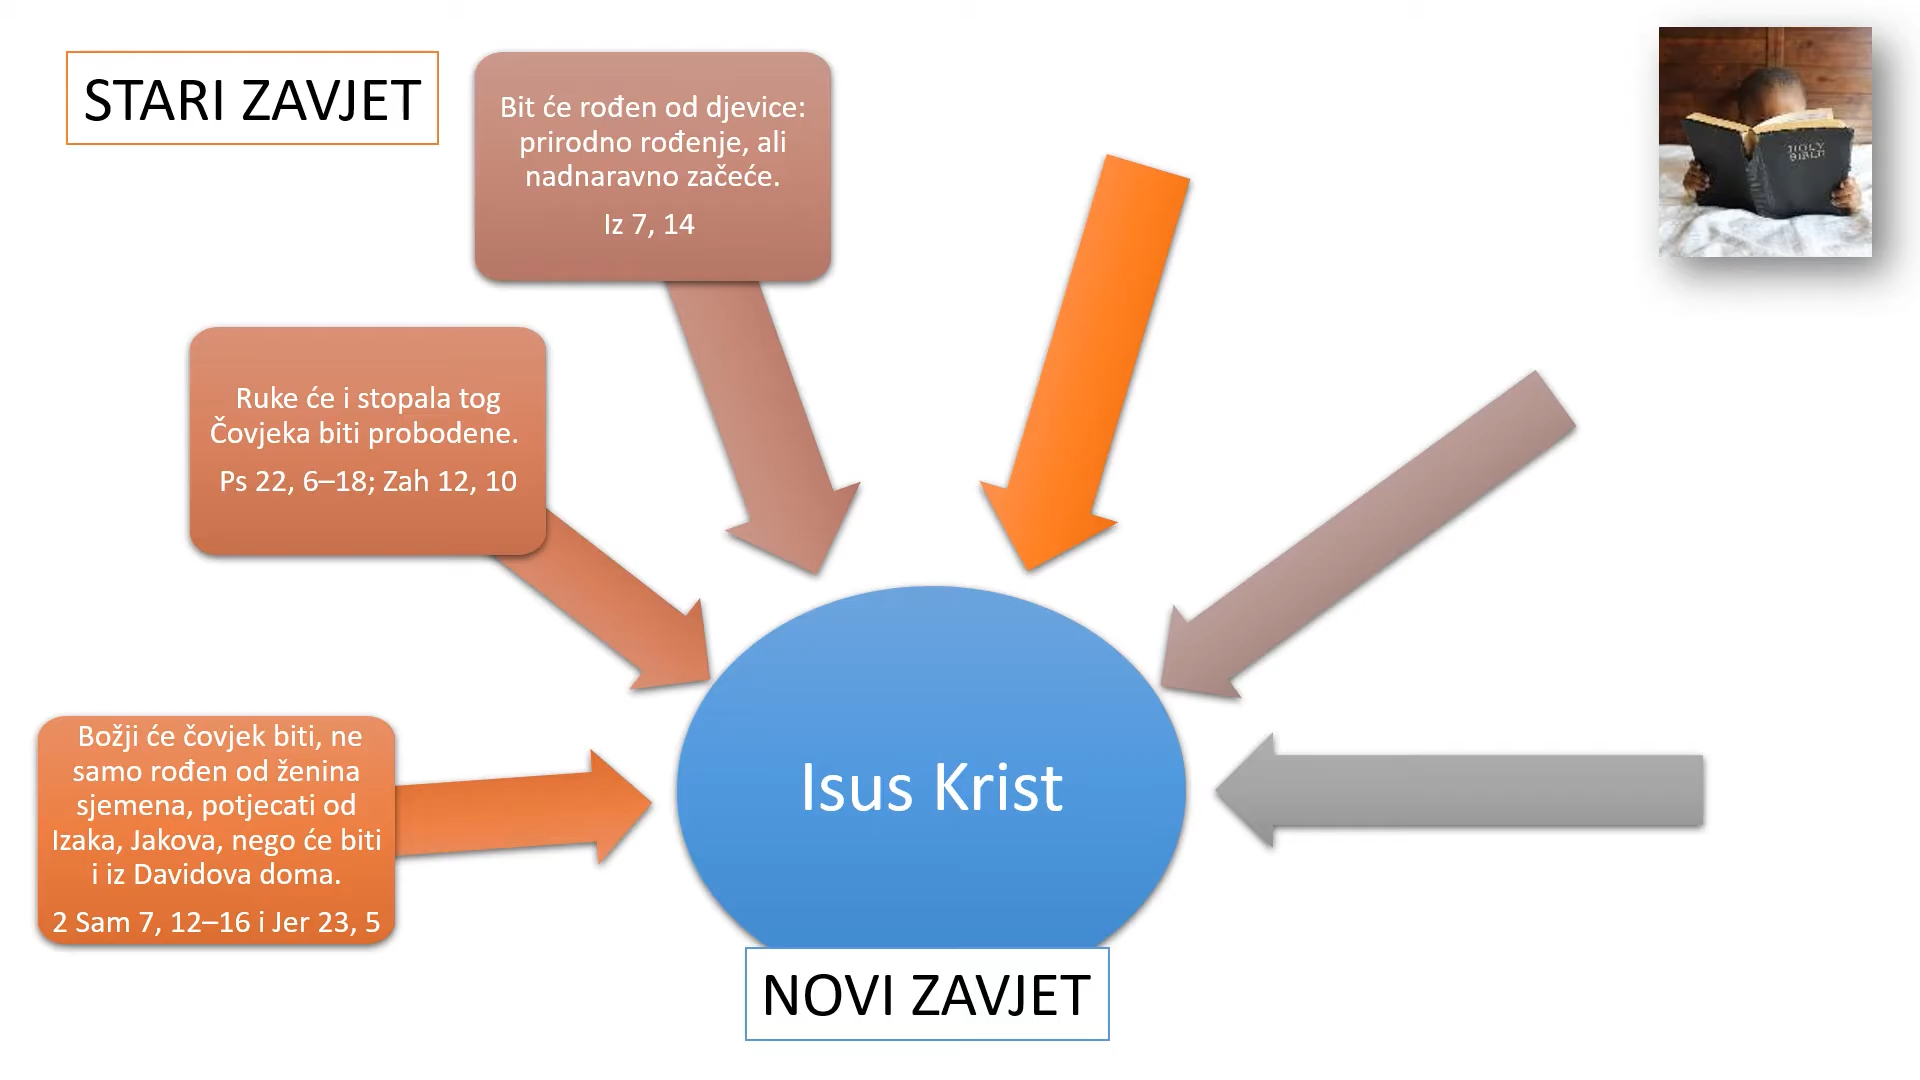 STARI ZAVJET
Bit će rođen od djevice:
prirodno rođenje, ali
nadnaravno začeće.
Iz 7, 14
HOLY
BIBLE
Ruke će i stopala tog
Čovjeka biti probodene.
Ps 22, 6–18; Zah 12, 10
Božji će čovjek biti, ne
samo rođen od ženina
sjemena, potjecati od
Izaka, Jakova, nego će biti
i iz Davidova doma.
2 Sam 7, 12–16 i Jer 23, 5
Isus Krist
NOVI ZAVJET